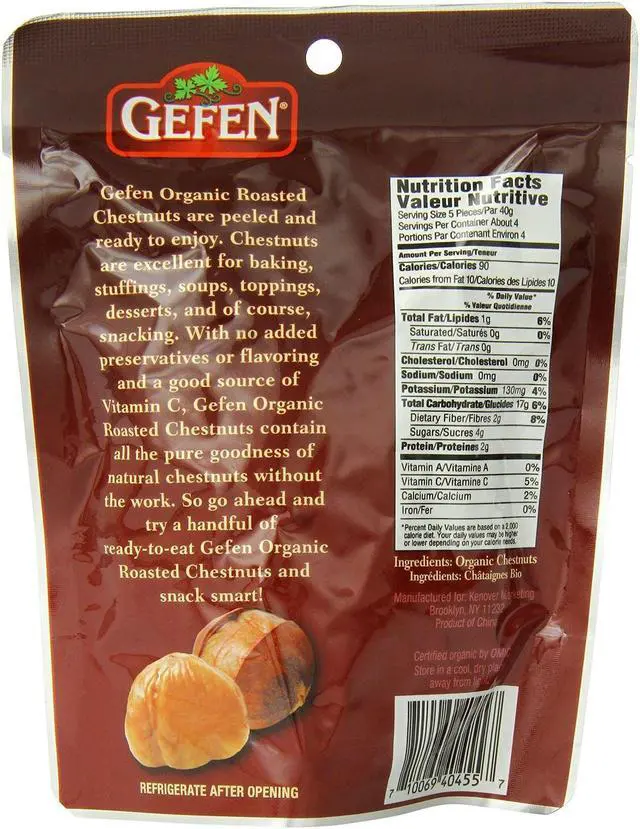 GEFEN®
Gefen Organic Roasted
Chestnuts are peeled and
ready to enjoy. Chestnuts
are excellent for baking,
stuffings, soups, toppings,
desserts, and of course,
snacking. With no added
preservatives or flavoring
and a good source of
Vitamin C, Gefen Organic
Roasted Chestnuts contain
all the pure goodness of
natural chestnuts without
the work. So go ahead and
try a handful of
ready-to-eat Gefen Organic
Roasted Chestnuts and
snack smart!
REFRIGERATE AFTER OPENING
Nutrition Facts
Valeur Nutritive
Serving Size 5 Pieces/Par 40g
Servings Per Container About 4
Portions Par Contenant Environ 4
Amount Per Serving/Teneur
Calories/Calories 90
Calories from Fat 10/Calories des Lipides 10
% Daily Value*
% Valeur Quotidienne
Total Fat/Lipides 1g 6%
Saturated/Saturés 0g 0%
Trans Fat/Trans 0g
Cholesterol/Cholesterol 0mg 0%
Sodium/Sodium 0mg 0%
Potassium/Potassium 130mg 4%
Total Carbohydrate/Glucides 17g 6%
Dietary Fiber/Fibres 2g 8%
Sugars/Sucres 4g
Protein/Proteines 2g
Vitamin A/Vitamine A 0%
Vitamin C/Vitamine C 5%
Calcium/Calcium 2%
Iron/Fer 0%
*Percent Daily Values are based on a 2,000
calorie diet. Your daily values may be higher
or lower depending on your calorie needs.
Ingredients: Organic Chestnuts
Ingrédients: Châtaignes Bio
Manufactured for: Kenover Marketing
Brooklyn, NY 11232
Product of China
Certified organic by
Store in a cool, dry
away from
7 10069 40455 7